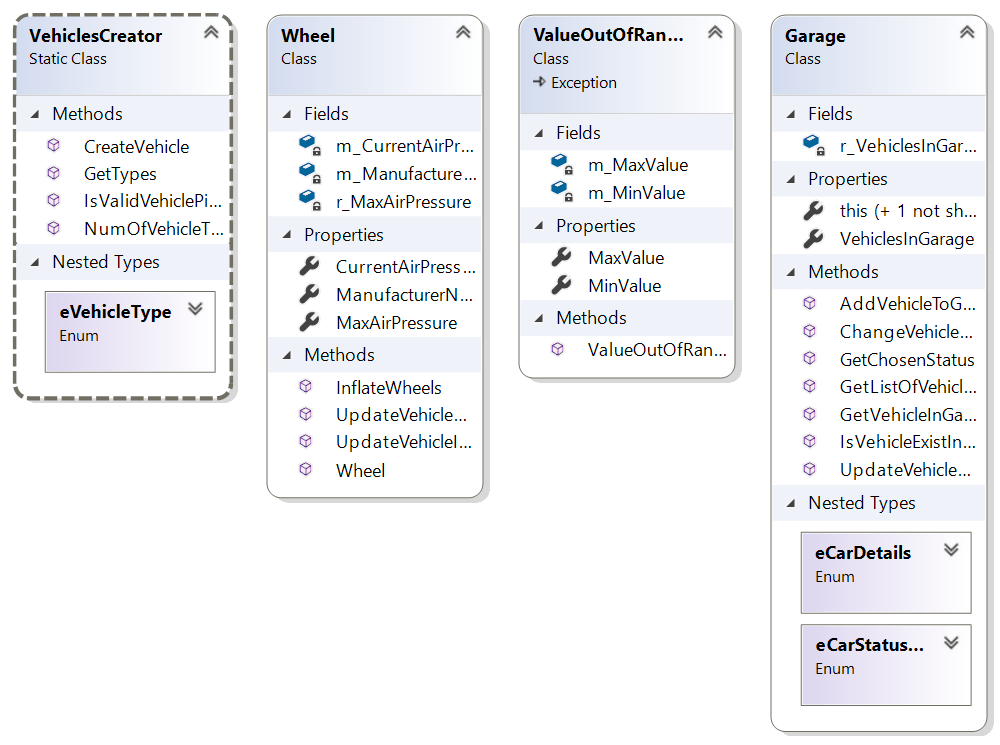 VehiclesCreator
Static Class
Methods
CreateVehicle
GetTypes
IsValidVehiclePi...
NumOfVehicleT...
Nested Types
eVehicleType
Enum
Wheel
Class
Fields
m_CurrentAirPr...
m_Manufacture...
r_MaxAirPressure
Properties
CurrentAirPress...
ManufacturerN...
MaxAirPressure
Methods
InflateWheels
UpdateVehicle...
UpdateVehicleI...
Wheel
ValueOutOfRan...
Class
Exception
Fields
m_MaxValue
m_MinValue
Properties
MaxValue
MinValue
Methods
ValueOutOfRan...
Garage
Class
Fields
r_VehiclesInGar...
Properties
this (+ 1 not sh...
VehiclesInGarage
Methods
AddVehicleToG...
ChangeVehicle...
GetChosenStatus
GetListOfVehicl...
GetVehicleInGa...
IsVehicleExistIn...
UpdateVehicle...
Nested Types
eCarDetails
Enum
eCarStatus...
Enum